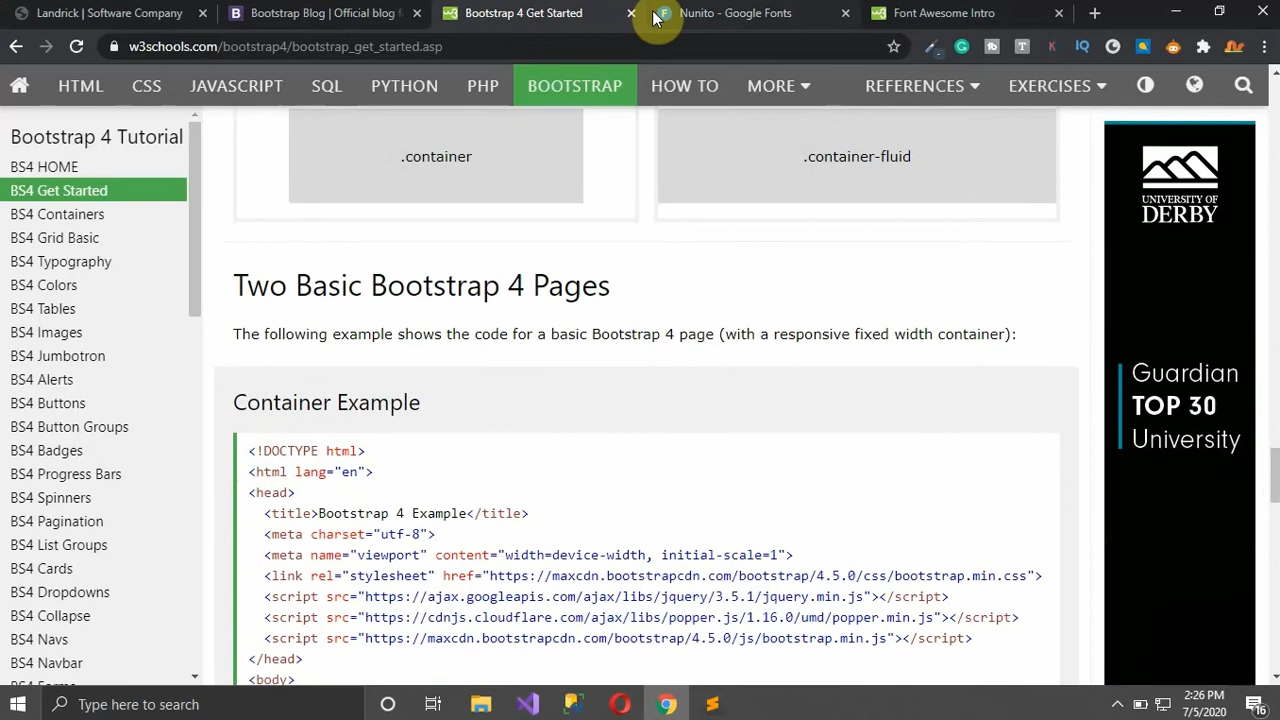 Landrick | Software Company
Bootstrap Blog | Official blog f
Bootstrap 4 Get Started
Nunito - Google Fonts
Font Awesome Intro
w3schools.com/bootstrap4/bootstrap_get_started.asp
HTML CSS JAVASCRIPT SQL PYTHON PHP BOOTSTRAP HOW TO MORE REFERENCES EXERCISES
Bootstrap 4 Tutorial
BS4 HOME
BS4 Get Started
BS4 Containers
BS4 Grid Basic
BS4 Typography
BS4 Colors
BS4 Tables
BS4 Images
BS4 Jumbotron
BS4 Alerts
BS4 Buttons
BS4 Button Groups
BS4 Badges
BS4 Progress Bars
BS4 Spinners
BS4 Pagination
BS4 List Groups
BS4 Cards
BS4 Dropdowns
BS4 Collapse
BS4 Navs
BS4 Navbar
.container
.container-fluid
Two Basic Bootstrap 4 Pages
The following example shows the code for a basic Bootstrap 4 page (with a responsive fixed width container):
Container Example
<!DOCTYPE html>
<html lang="en">
<head>
<title>Bootstrap 4 Example</title>
<meta charset="utf-8">
<meta name="viewport" content="width=device-width, initial-scale=1">
<link rel="stylesheet" href="https://maxcdn.bootstrapcdn.com/bootstrap/4.5.0/css/bootstrap.min.css">
<script src="https://ajax.googleapis.com/ajax/libs/jquery/3.5.1/jquery.min.js"></script>
<script src="https://cdnjs.cloudflare.com/ajax/libs/popper.js/1.16.0/umd/popper.min.js"></script>
<script src="https://maxcdn.bootstrapcdn.com/bootstrap/4.5.0/js/bootstrap.min.js"></script>
</head>
<body>
UNIVERSITY OF
DERBY
Guardian
TOP 30
University
Type here to search
2:26 PM
7/5/2020
16